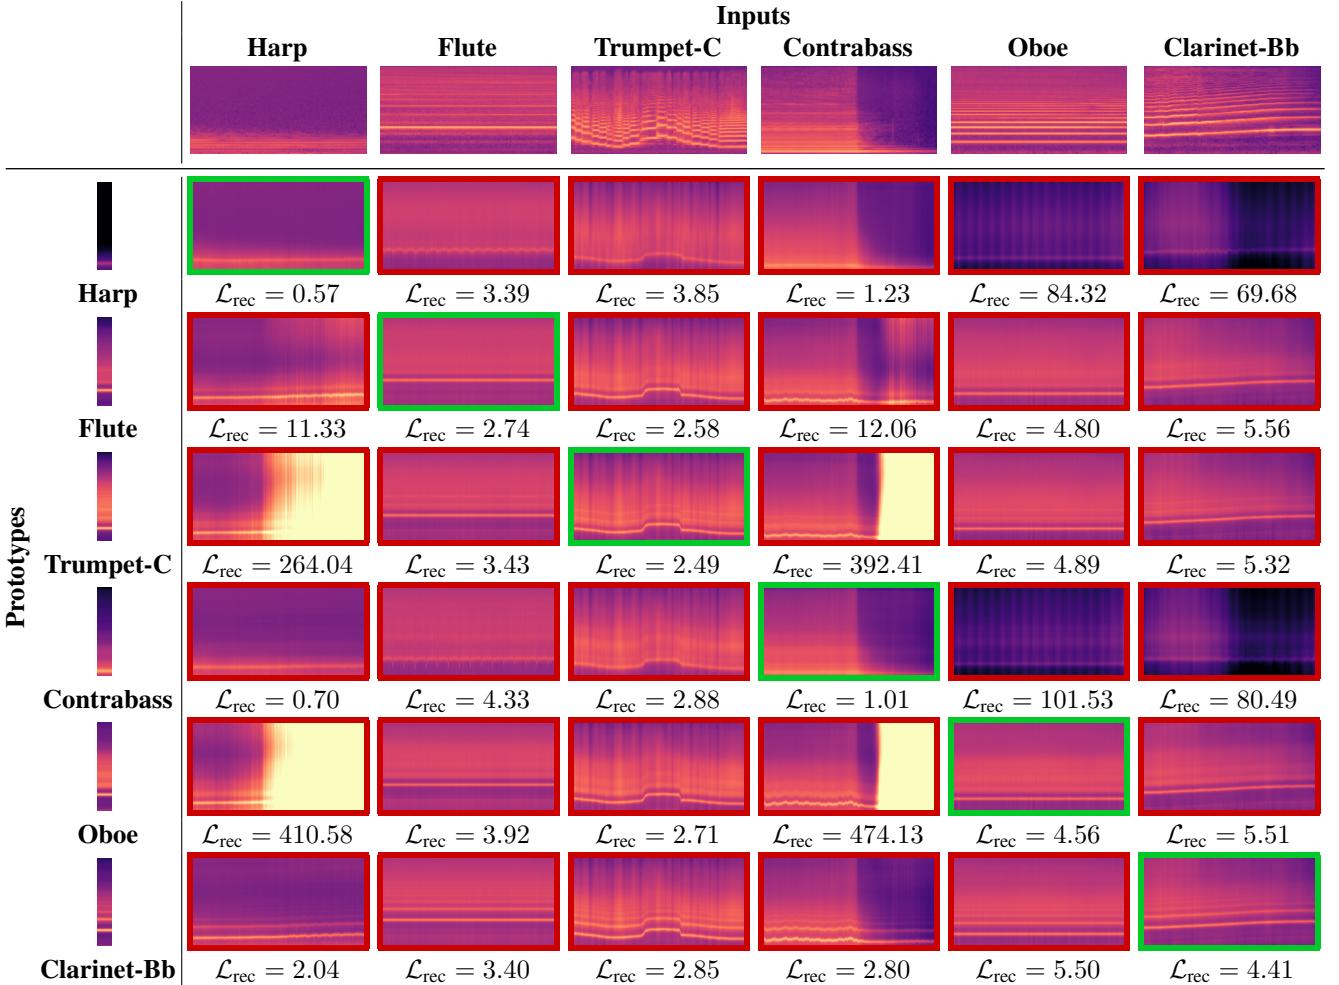 Inputs
Harp Flute Trumpet-C Contrabass Oboe Clarinet-Bb
Prototypes
Harp
ℒrec = 0.57 ℒrec = 3.39 ℒrec = 3.85 ℒrec = 1.23 ℒrec = 84.32 ℒrec = 69.68
Flute ℒrec = 11.33 ℒrec = 2.74 ℒrec = 2.58 ℒrec = 12.06 ℒrec = 4.80 ℒrec = 5.56
Trumpet-C ℒrec = 264.04 ℒrec = 3.43 ℒrec = 2.49 ℒrec = 392.41 ℒrec = 4.89 ℒrec = 5.32
Contrabass ℒrec = 0.70 ℒrec = 4.33 ℒrec = 2.88 ℒrec = 1.01 ℒrec = 101.53 ℒrec = 80.49
Oboe ℒrec = 410.58 ℒrec = 3.92 ℒrec = 2.71 ℒrec = 474.13 ℒrec = 4.56 ℒrec = 5.51
Clarinet-Bb ℒrec = 2.04 ℒrec = 3.40 ℒrec = 2.85 ℒrec = 2.80 ℒrec = 5.50 ℒrec = 4.41